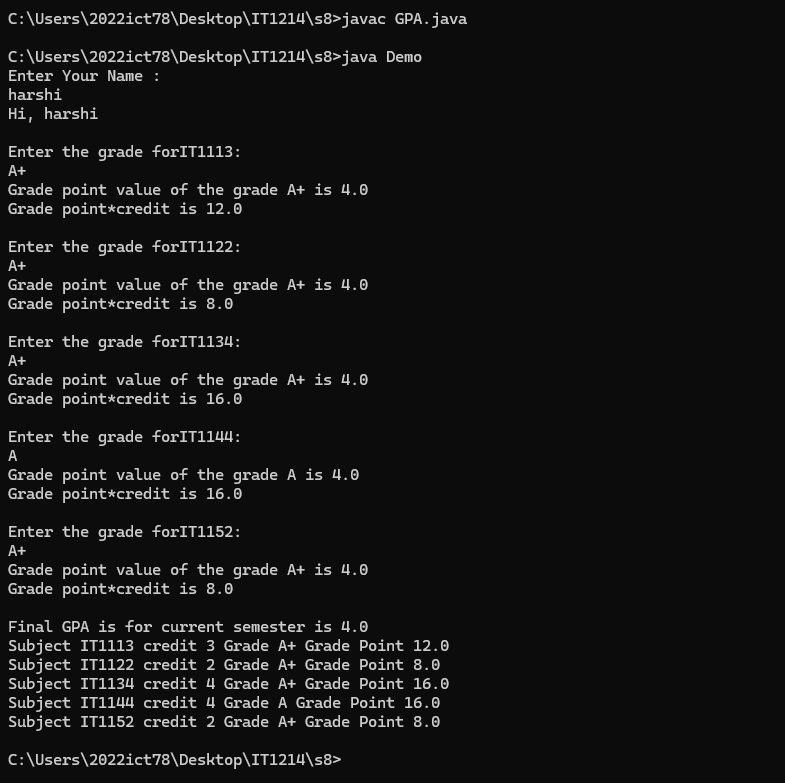 C:\Users\2022ict78\Desktop\IT1214\s8>javac GPA.java
C:\Users\2022ict78\Desktop\IT1214\s8>java Demo
Enter Your Name :
harshi
Hi, harshi
Enter the grade forIT1113:
A+
Grade point value of the grade A+ is 4.0
Grade point*credit is 12.0
Enter the grade forIT1122:
A+
Grade point value of the grade A+ is 4.0
Grade point*credit is 8.0
Enter the grade forIT1134:
A+
Grade point value of the grade A+ is 4.0
Grade point*credit is 16.0
Enter the grade forIT1144:
A
Grade point value of the grade A is 4.0
Grade point*credit is 16.0
Enter the grade forIT1152:
A+
Grade point value of the grade A+ is 4.0
Grade point*credit is 8.0
Final GPA is for current semester is 4.0
Subject IT1113 credit 3 Grade A+ Grade Point 12.0
Subject IT1122 credit 2 Grade A+ Grade Point 8.0
Subject IT1134 credit 4 Grade A+ Grade Point 16.0
Subject IT1144 credit 4 Grade A Grade Point 16.0
Subject IT1152 credit 2 Grade A+ Grade Point 8.0
C:\Users\2022ict78\Desktop\IT1214\s8>